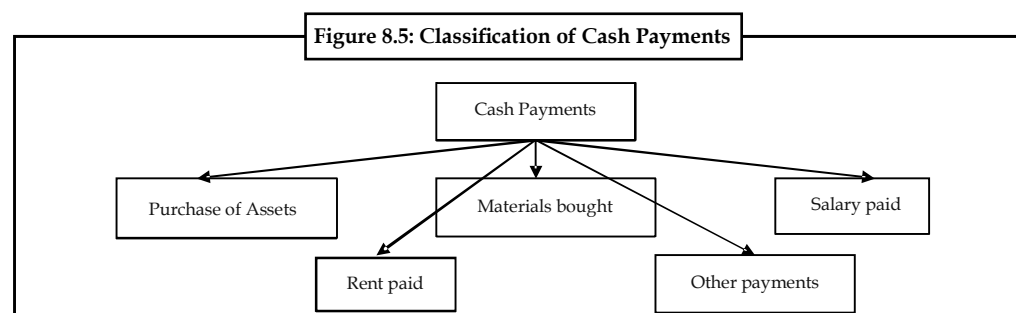 Figure 8.5: Classification of Cash Payments
Cash Payments
Purchase of Assets
Materials bought
Salary paid
Rent paid
Other payments